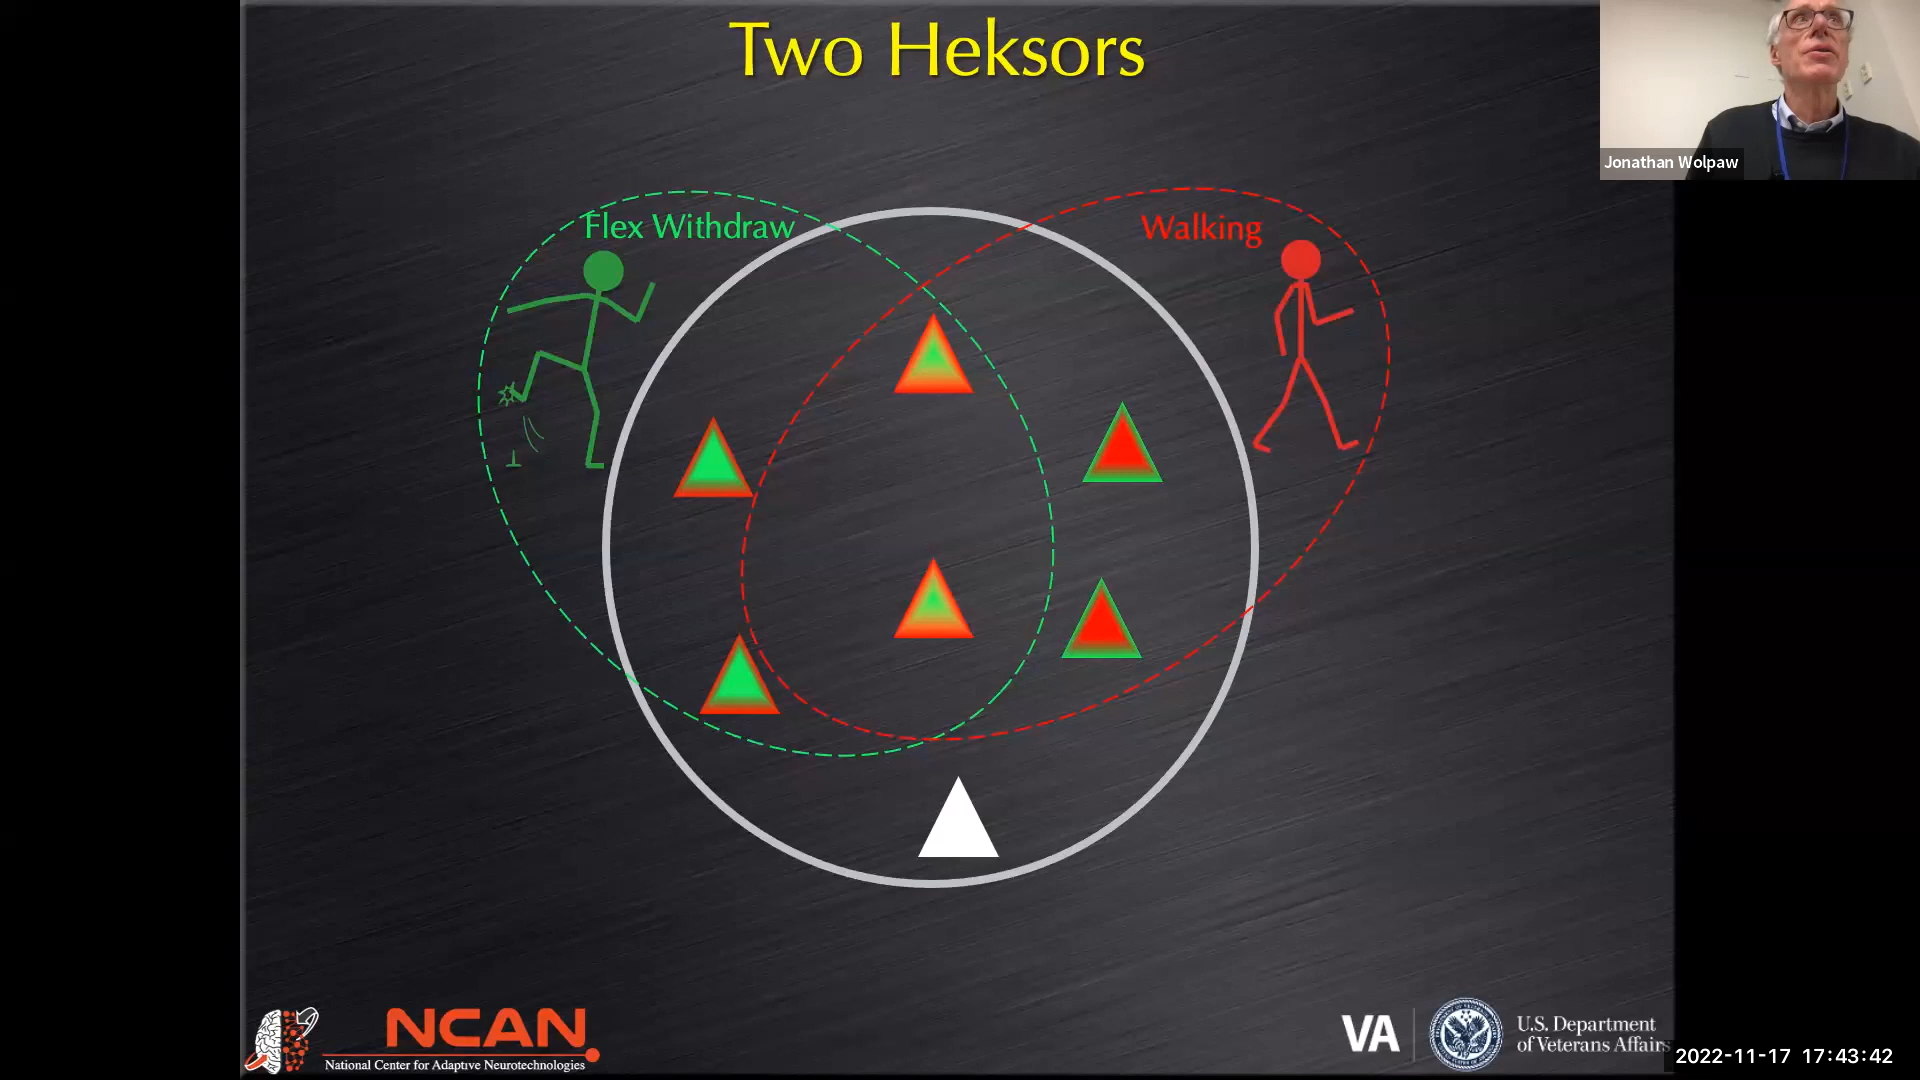 Two Heksors
Jonathan Wolpaw
Flex Withdraw
Walking
NCAN
National Center for Adaptive Neurotechnologies
VA
U.S. Department
of Veterans Affairs
2022-11-17 17:43:42